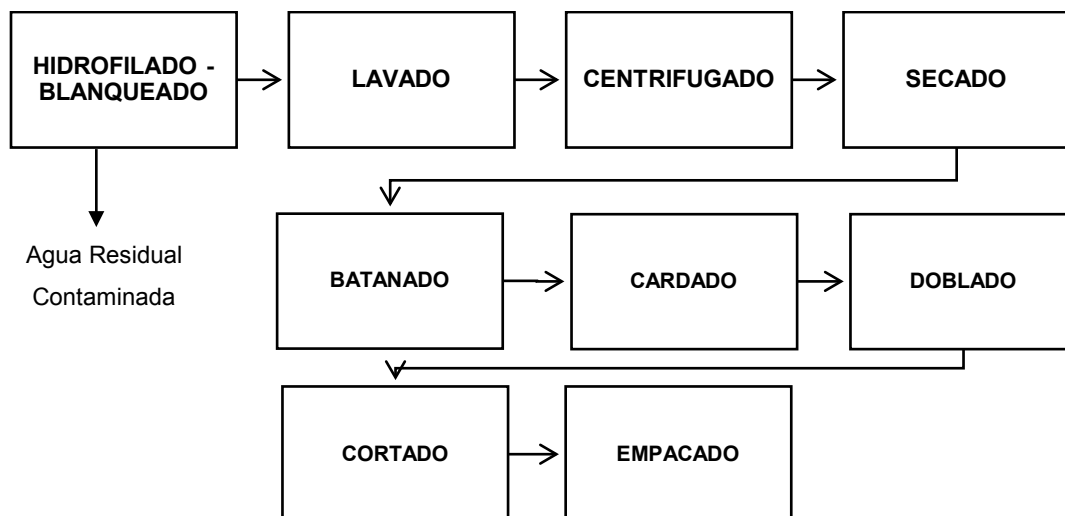 HIDROFILADO -
BLANQUEADO
LAVADO
CENTRIFUGADO
SECADO
Agua Residual
Contaminada
BATANADO
CARDADO
DOBLADO
CORTADO
EMPACADO